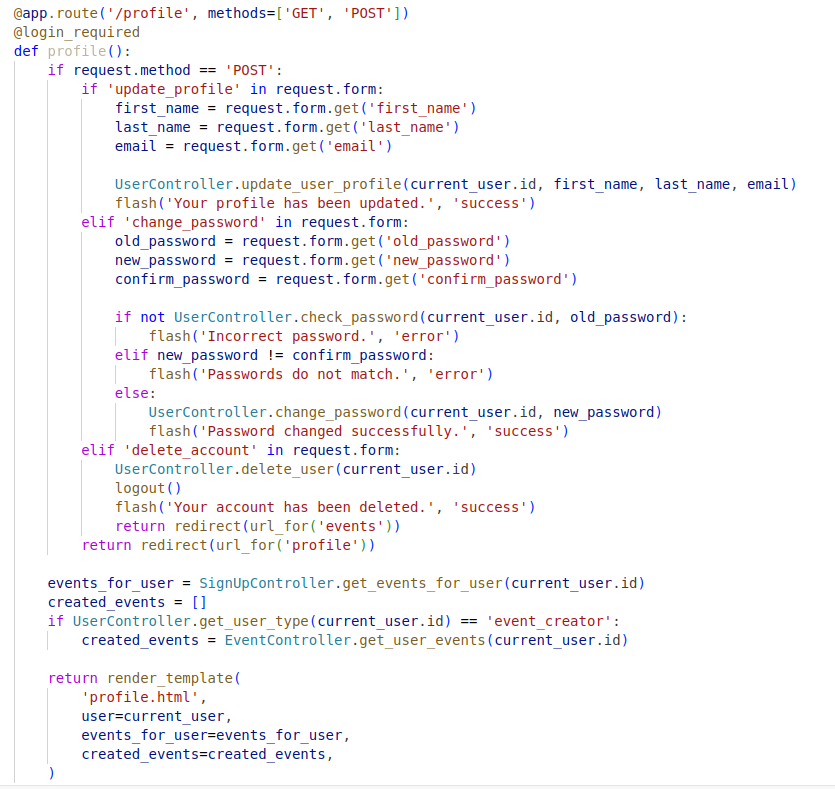 @app.route('/profile', methods=['GET', 'POST'])
@login_required
def profile():
    if request.method == 'POST':
        if 'update_profile' in request.form:
            first_name = request.form.get('first_name')
            last_name = request.form.get('last_name')
            email = request.form.get('email')

            UserController.update_user_profile(current_user.id, first_name, last_name, email)
            flash('Your profile has been updated.', 'success')
        elif 'change_password' in request.form:
            old_password = request.form.get('old_password')
            new_password = request.form.get('new_password')
            confirm_password = request.form.get('confirm_password')

            if not UserController.check_password(current_user.id, old_password):
                flash('Incorrect password.', 'error')
            elif new_password != confirm_password:
                flash('Passwords do not match.', 'error')
            else:
                UserController.change_password(current_user.id, new_password)
                flash('Password changed successfully.', 'success')
        elif 'delete_account' in request.form:
            UserController.delete_user(current_user.id)
            logout()
            flash('Your account has been deleted.', 'success')
            return redirect(url_for('events'))
        return redirect(url_for('profile'))

    events_for_user = SignUpController.get_events_for_user(current_user.id)
    created_events = []
    if UserController.get_user_type(current_user.id) == 'event_creator':
        created_events = EventController.get_user_events(current_user.id)

    return render_template(
        'profile.html',
        user=current_user,
        events_for_user=events_for_user,
        created_events=created_events,
    )